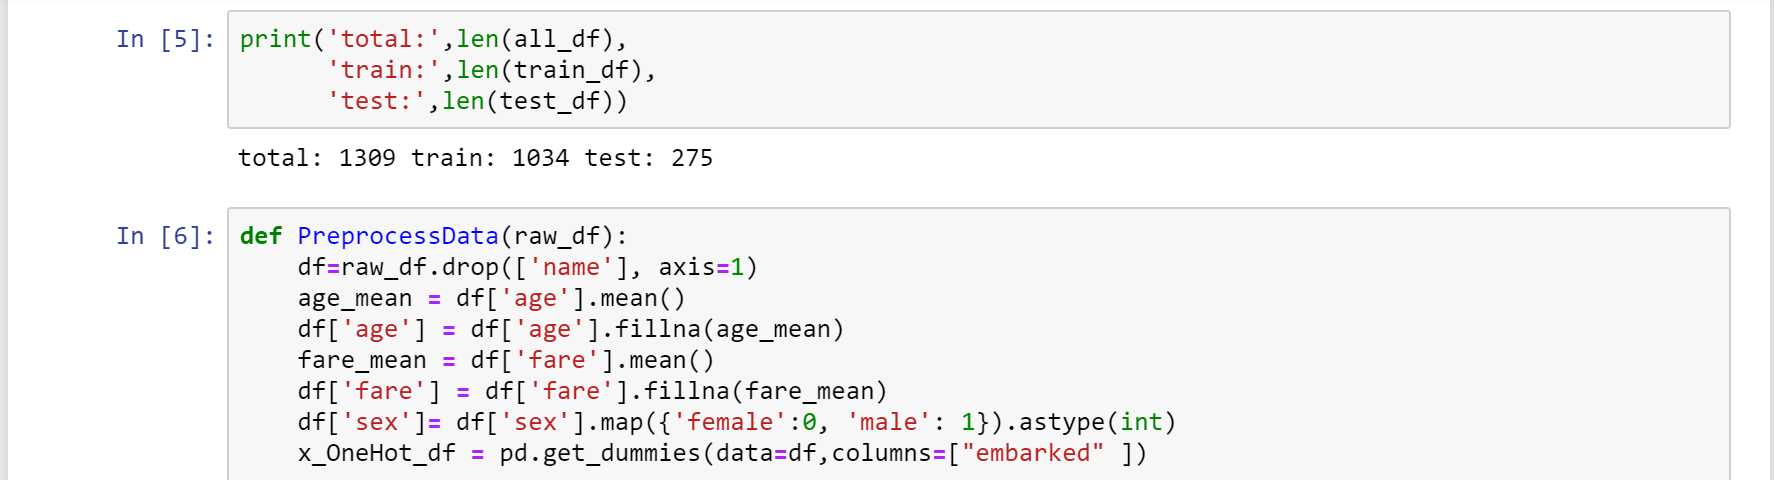 In [5]: print('total:',len(all_df),
'train:',len(train_df),
'test:',len(test_df))
total: 1309 train: 1034 test: 275
In [6]: def PreprocessData(raw_df):
df=raw_df.drop(['name'], axis=1)
age_mean = df['age'].mean()
df['age'] = df['age'].fillna(age_mean)
fare_mean = df['fare'].mean()
df['fare'] = df['fare'].fillna(fare_mean)
df['sex']= df['sex'].map({'female':0, 'male': 1}).astype(int)
x_OneHot_df = pd.get_dummies(data=df,columns=["embarked" ])